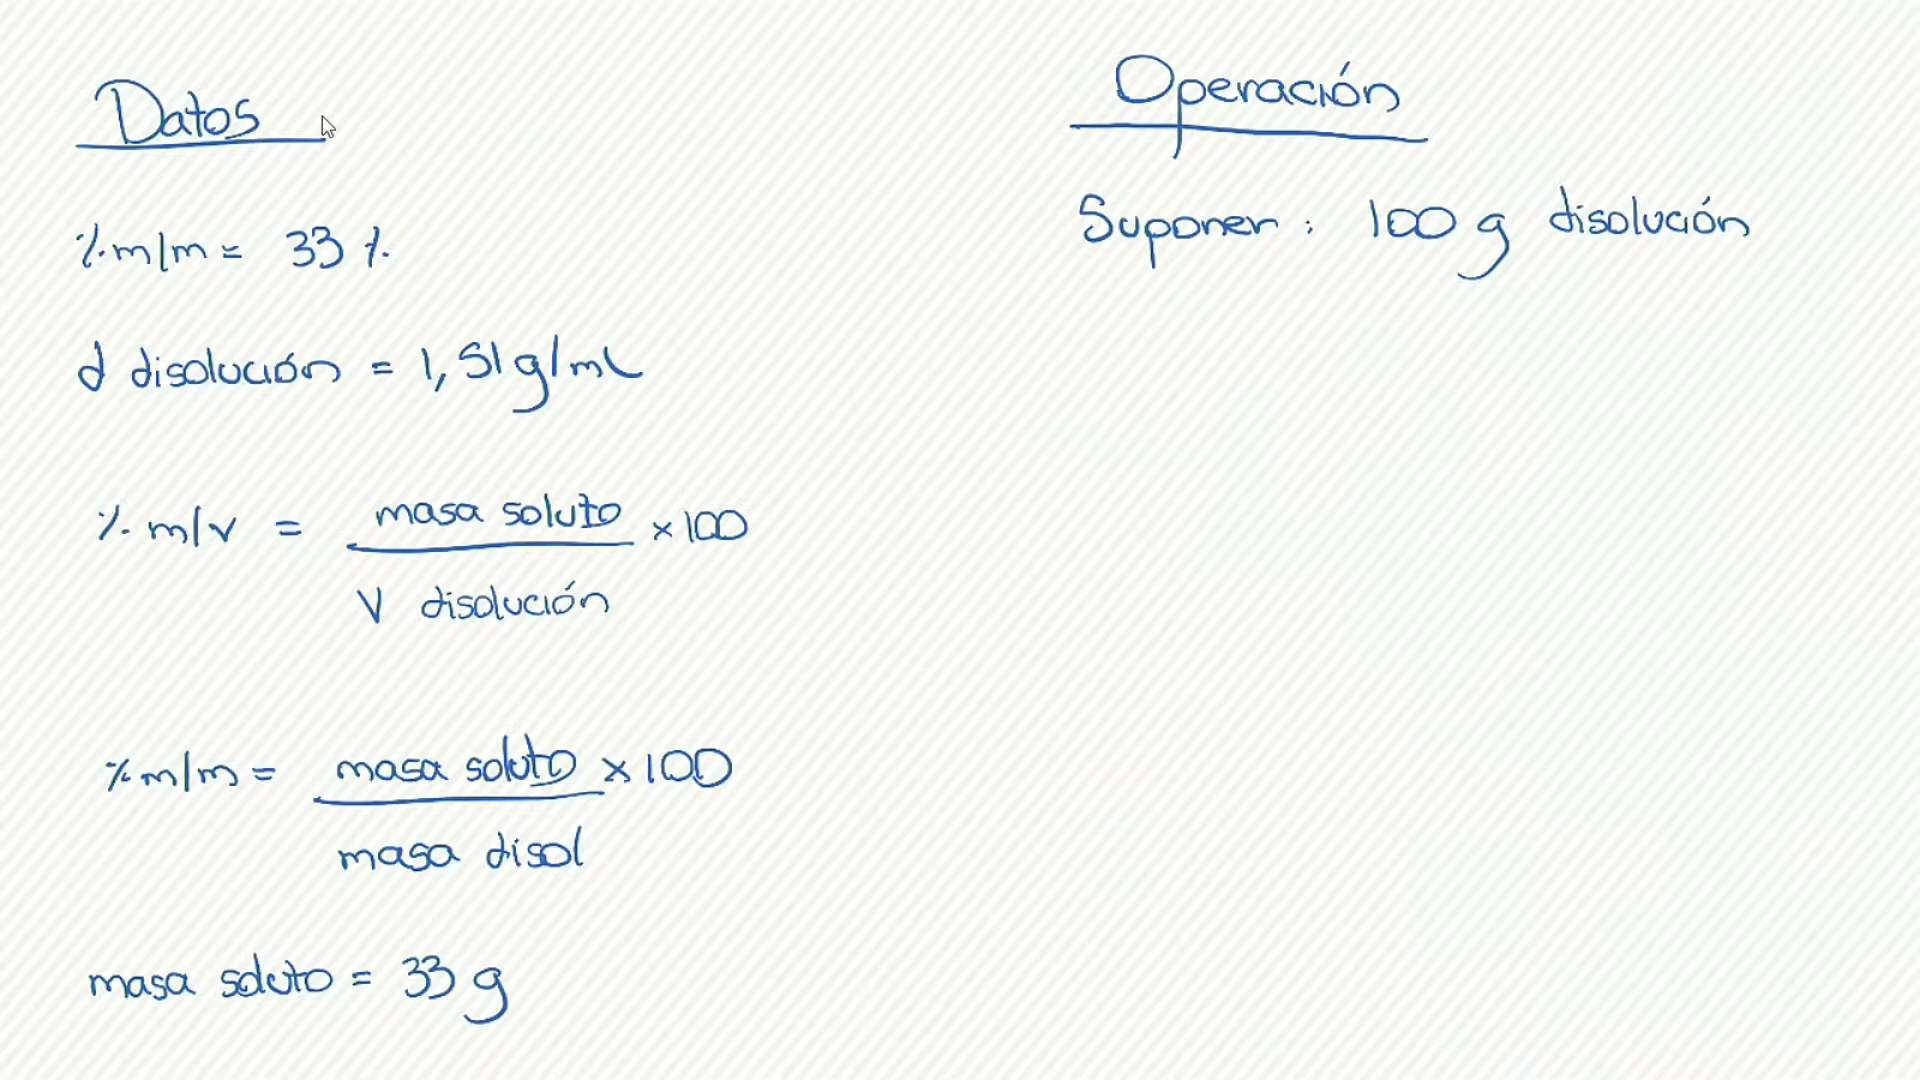 Datos
%m/m = 33 %
d disolución = 1,51g/mL
% m/v = masa soluto x 100
V disolución
%m/m = masa soluto x 100
masa disol
masa soluto = 33 g
Operación
Suponer : 100 g disolución